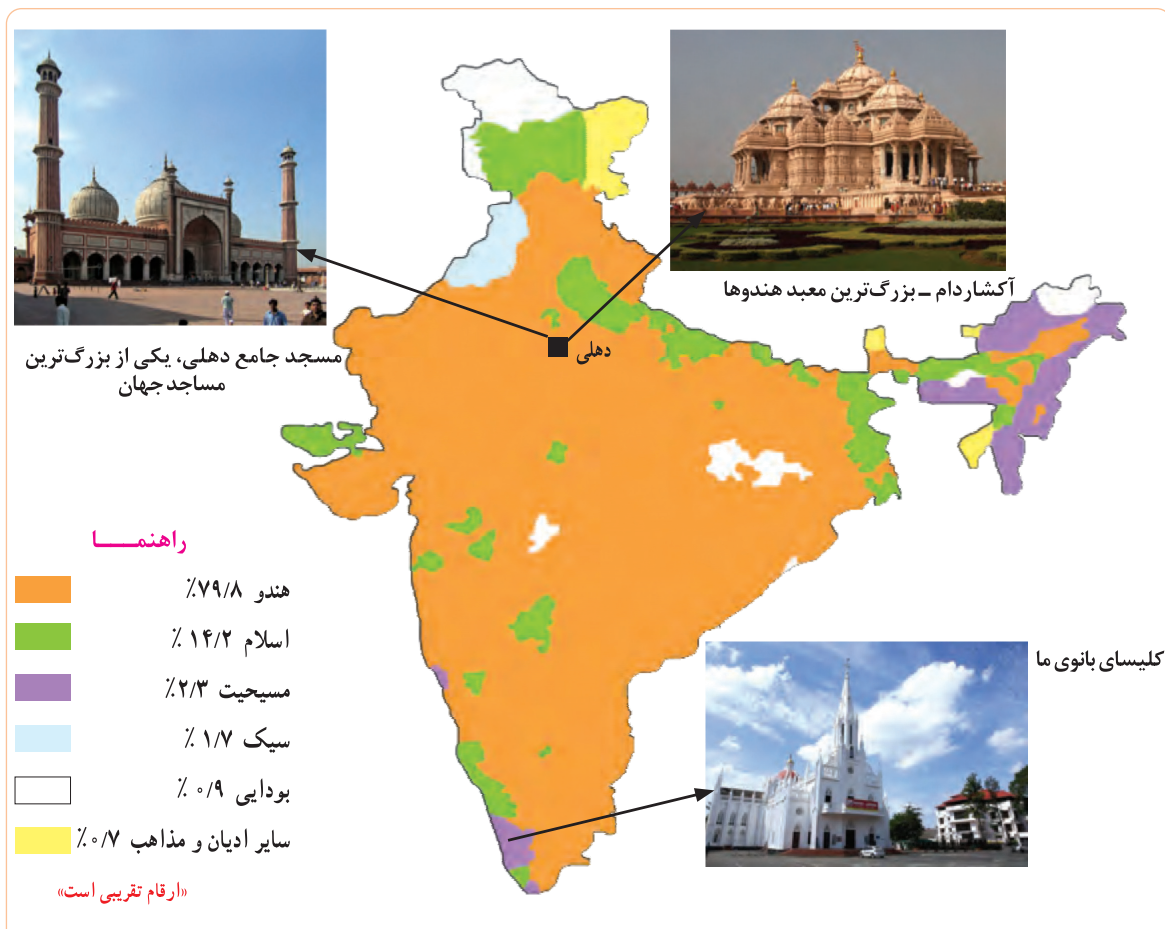 آکشاردام ـ بزرگ‌ترین معبد هندوها
مسجد جامع دهلی، یکی از بزرگ‌ترین
مساجد جهان
دهلی
راهنمـــــا
هندو ۷۹/۸٪
اسلام ۱۴/۲ ٪
مسیحیت ۲/۳٪
سیک ۱/۷ ٪
بودایی ۰/۹ ٪
سایر ادیان و مذاهب ۰/۷٪
«ارقام تقریبی است»
کلیسای بانوی ما